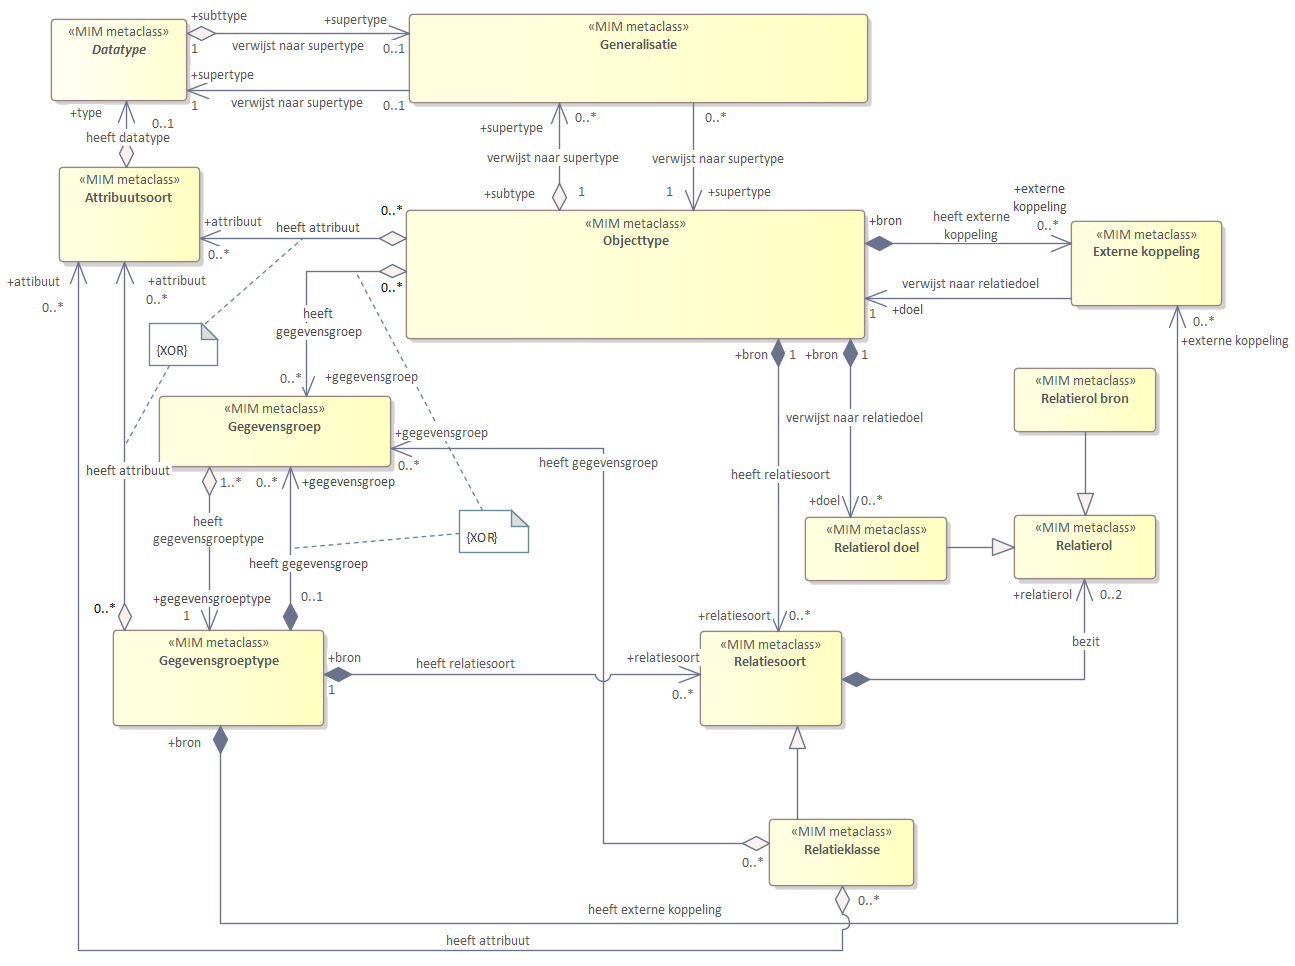 +subttype
+supertype
«MIM metaclass»
Datatype
«MIM metaclass»
Generalisatie
1
verwijst naar supertype
0..1
+supertype
1
verwijst naar supertype
0..1
+type
0..1
heeft datatype
+supertype
0..*
0..*
verwijst naar supertype
verwijst naar supertype
+subtype
1
1
+supertype
«MIM metaclass»
Attribuutsoort
+attribuut
0..*
heeft attribuut
0..*
«MIM metaclass»
Objecttype
0..*
+bron
heeft externe
koppeling
+externe
koppeling
0..*
«MIM metaclass»
Externe koppeling
verwijst naar relatiedoel
1
+doel
+attibuut
0..*
+attribuut
0..*
{XOR}
heeft
gegevensgroep
0..*
+gegevensgroep
+bron
1
+bron
1
0..*
+externe koppeling
«MIM metaclass»
Gegevensgroep
+gegevensgroep
0..*
heeft gegevensgroep
verwijst naar relatiedoel
heeft relatiesoort
+doel
0..*
«MIM metaclass»
Relatierol bron
heeft attribuut
1..*
0..*
+gegevensgroep
heeft
gegevensgroeptype
{XOR}
heeft gegevensgroep
+gegevensgroeptype
1
0..1
0..*
«MIM metaclass»
Relatierol doel
«MIM metaclass»
Relatierol
+relatierol
0..2
bezit
+relatiesoort
0..*
«MIM metaclass»
Gegevensgroeptype
+bron
1
heeft relatiesoort
+relatiesoort
0..*
«MIM metaclass»
Relatiesoort
+bron
«MIM metaclass»
Relatieklasse
0..*
0..*
heeft externe koppeling
heeft attribuut